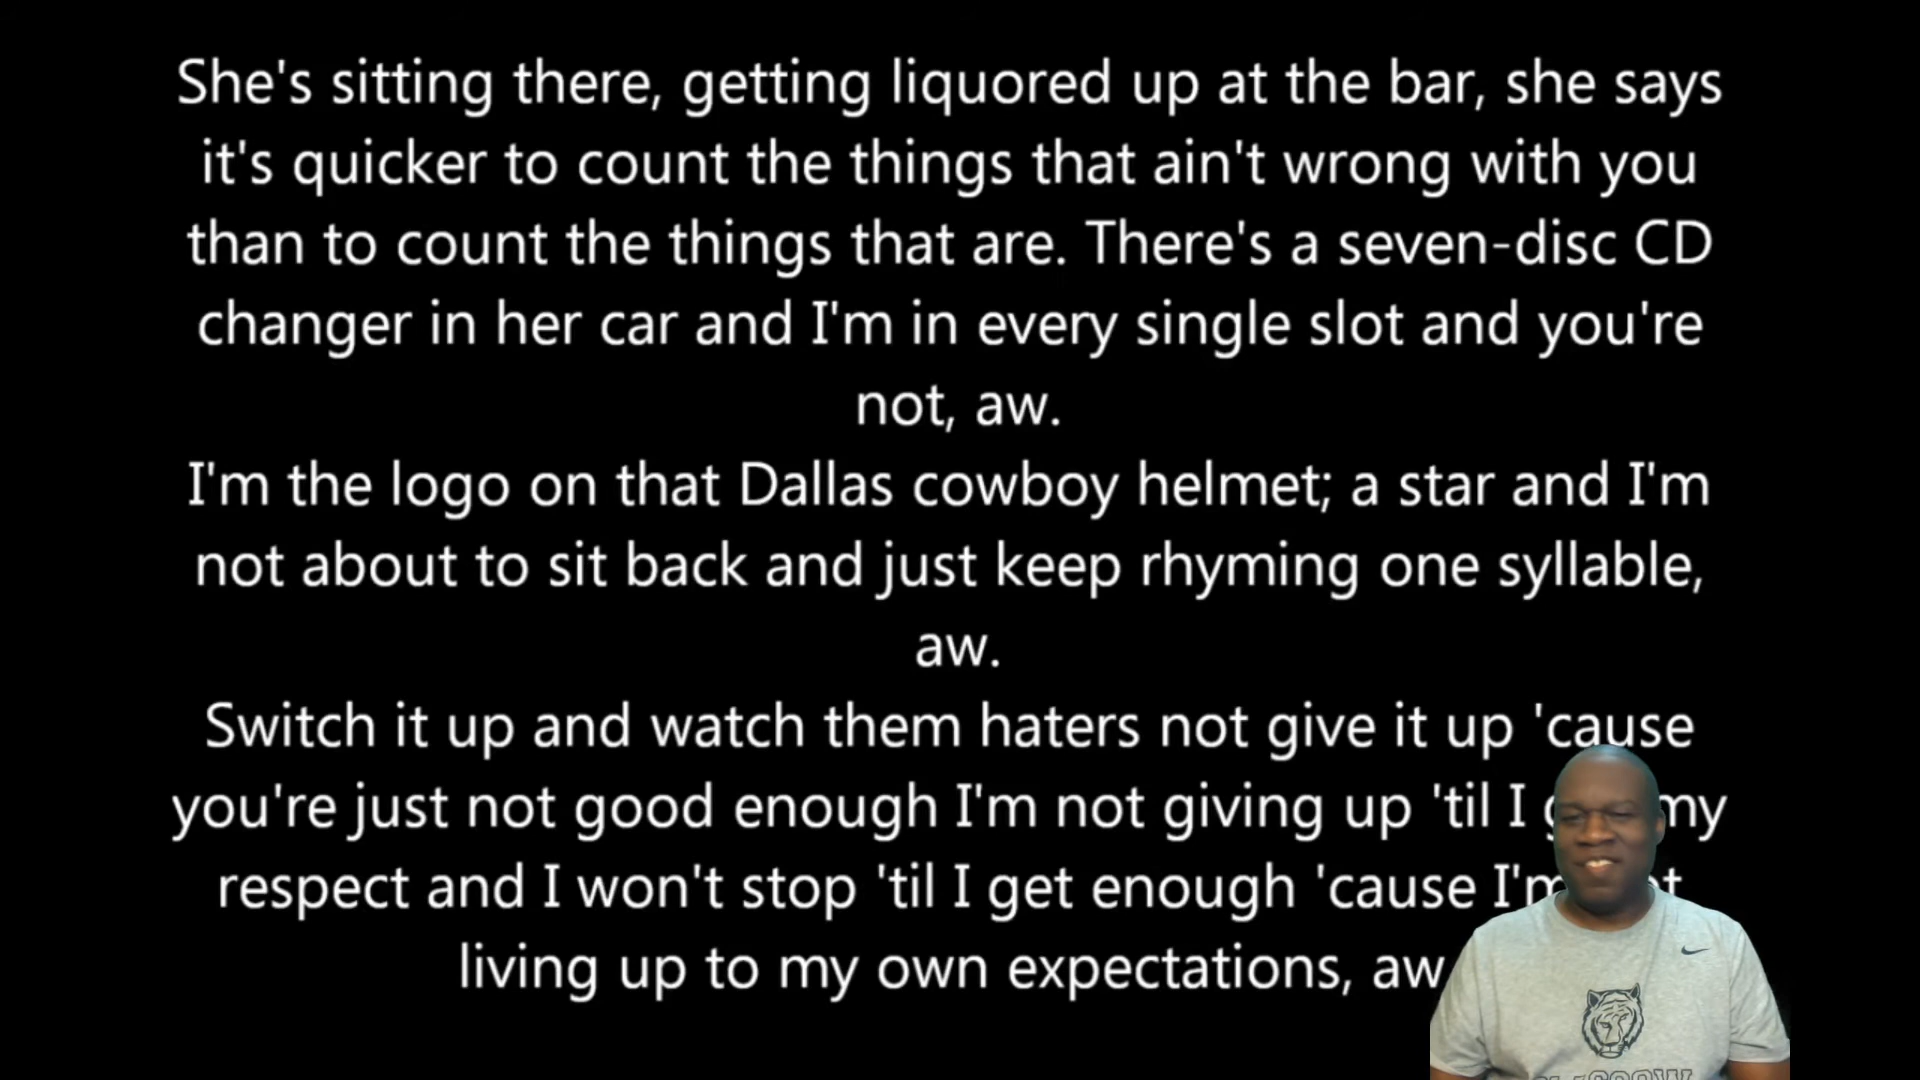 She's sitting there, getting liquored up at the bar, she says
it's quicker to count the things that ain't wrong with you
than to count the things that are. There's a seven-disc CD
changer in her car and I'm in every single slot and you're
not, aw.
I'm the logo on that Dallas cowboy helmet; a star and I'm
not about to sit back and just keep rhyming one syllable,
aw.
Switch it up and watch them haters not give it up 'cause
you're just not good enough I'm not giving up 'til I my
respect and I won't stop 'til I get enough 'cause
living up to my own expectations, aw